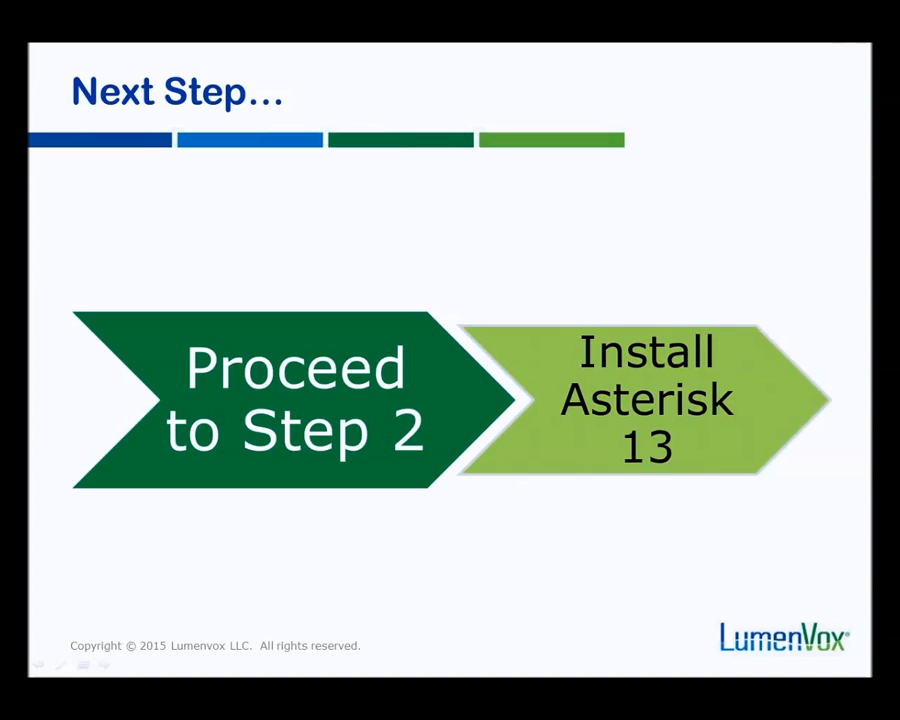 Next Step...
Proceed
to Step 2
Install
Asterisk
13
Copyright © 2015 Lumenvox LLC. All rights reserved.
LumenVox®